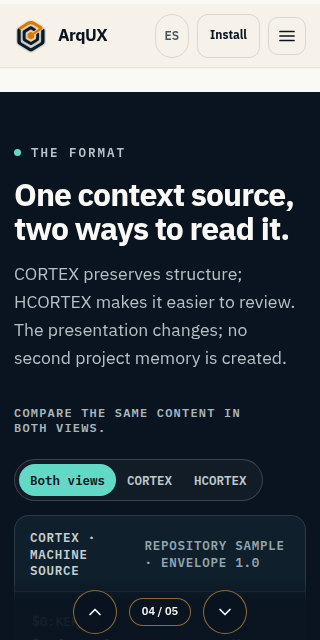 ArqUX
ES
Install
THE FORMAT
One context source,
two ways to read it.
CORTEX preserves structure;
HCORTEX makes it easier to review.
The presentation changes; no
second project memory is created.
COMPARE THE SAME CONTENT IN
BOTH VIEWS.
Both views
CORTEX
HCORTEX
CORTEX ·
MACHINE
SOURCE
REPOSITORY SAMPLE
· ENVELOPE 1.0
04 / 05